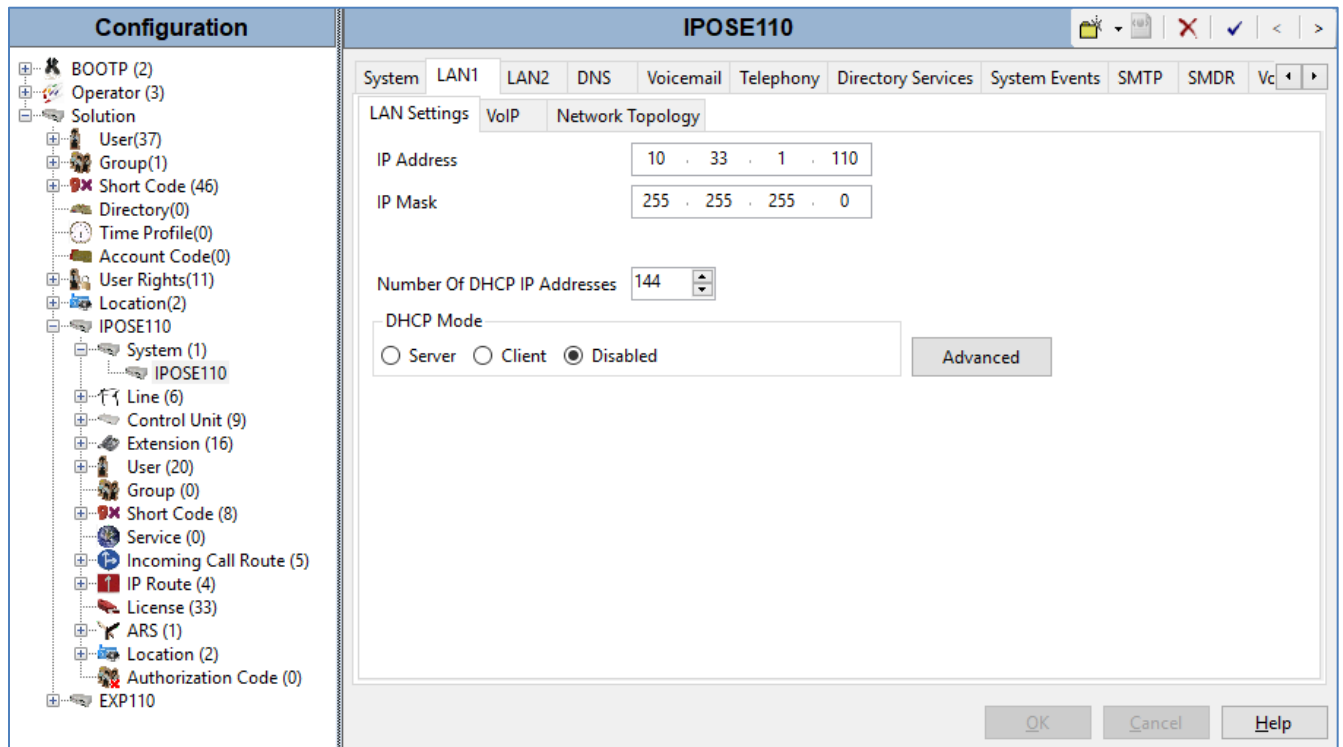 Configuration
BOOTP (2)
Operator (3)
Solution
User(37)
Group(1)
Short Code (46)
Directory(0)
Time Profile(0)
Account Code(0)
User Rights(11)
Location(2)
IPOSE110
System (1)
IPOSE110
Line (6)
Control Unit (9)
Extension (16)
User (20)
Group (0)
Short Code (8)
Service (0)
Incoming Call Route (5)
IP Route (4)
License (33)
ARS (1)
Location (2)
Authorization Code (0)
EXP110
IPOSE110
System LAN1 LAN2 DNS Voicemail Telephony Directory Services System Events SMTP SMDR Vc
LAN Settings VoIP Network Topology
IP Address 10 . 33 . 1 . 110
IP Mask 255 . 255 . 255 . 0
Number Of DHCP IP Addresses 144
DHCP Mode
Server Client Disabled Advanced
OK Cancel Help